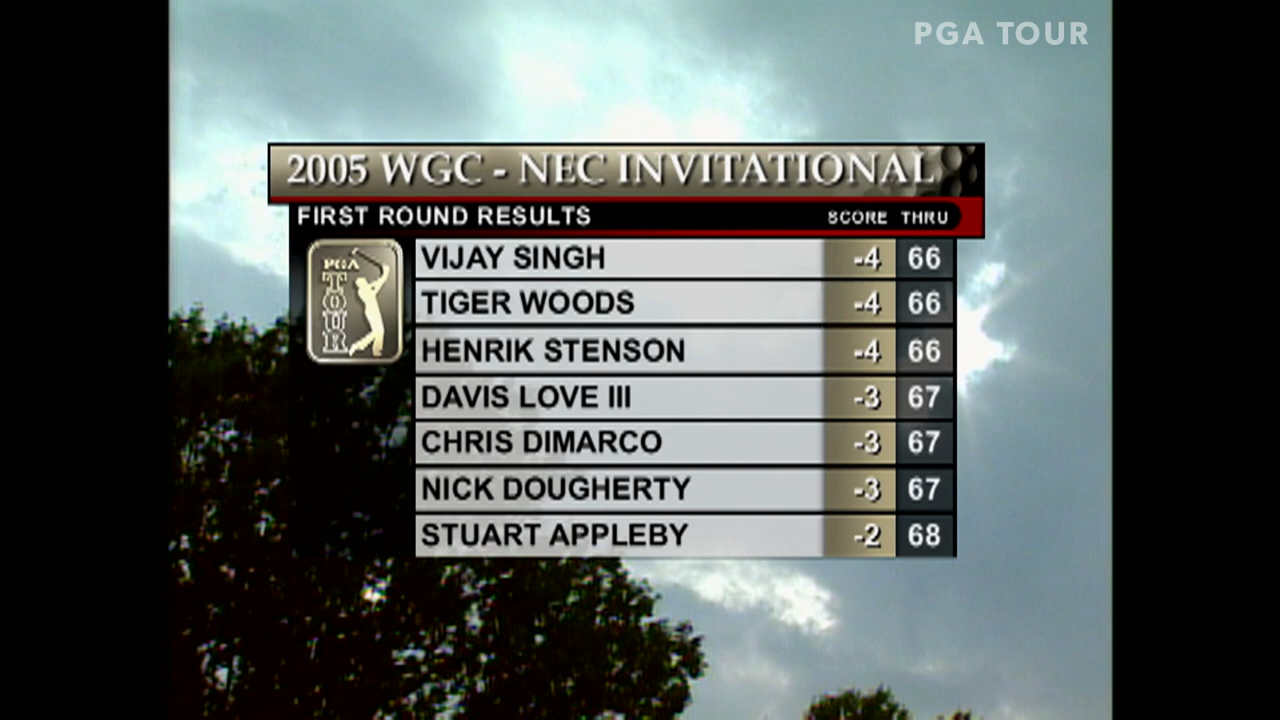 PGA TOUR
2005 WGC - NEC INVITATIONAL
FIRST ROUND RESULTS SCORE THRU
PGA TOUR
VIJAY SINGH -4 66
TIGER WOODS -4 66
HENRIK STENSON -4 66
DAVIS LOVE III -3 67
CHRIS DIMARCO -3 67
NICK DOUGHERTY -3 67
STUART APPLEBY -2 68